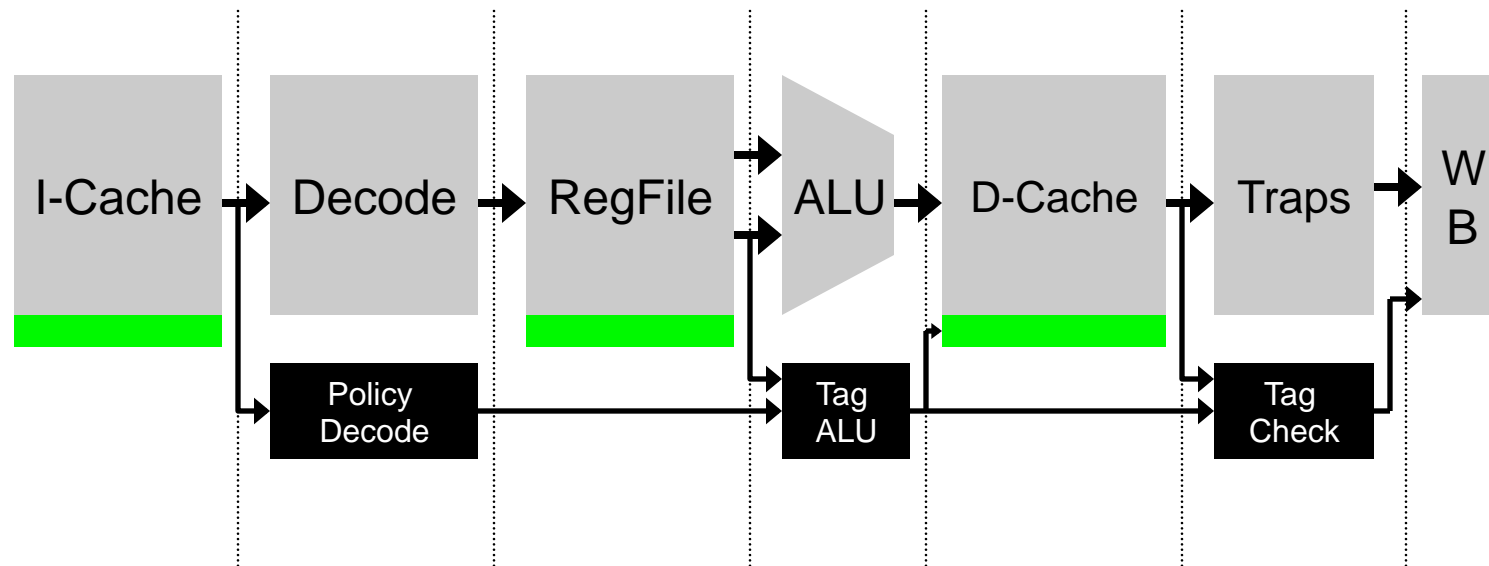 I-Cache
Decode
RegFile
ALU
D-Cache
Traps
W
B
Policy
Decode
Tag
ALU
Tag
Check